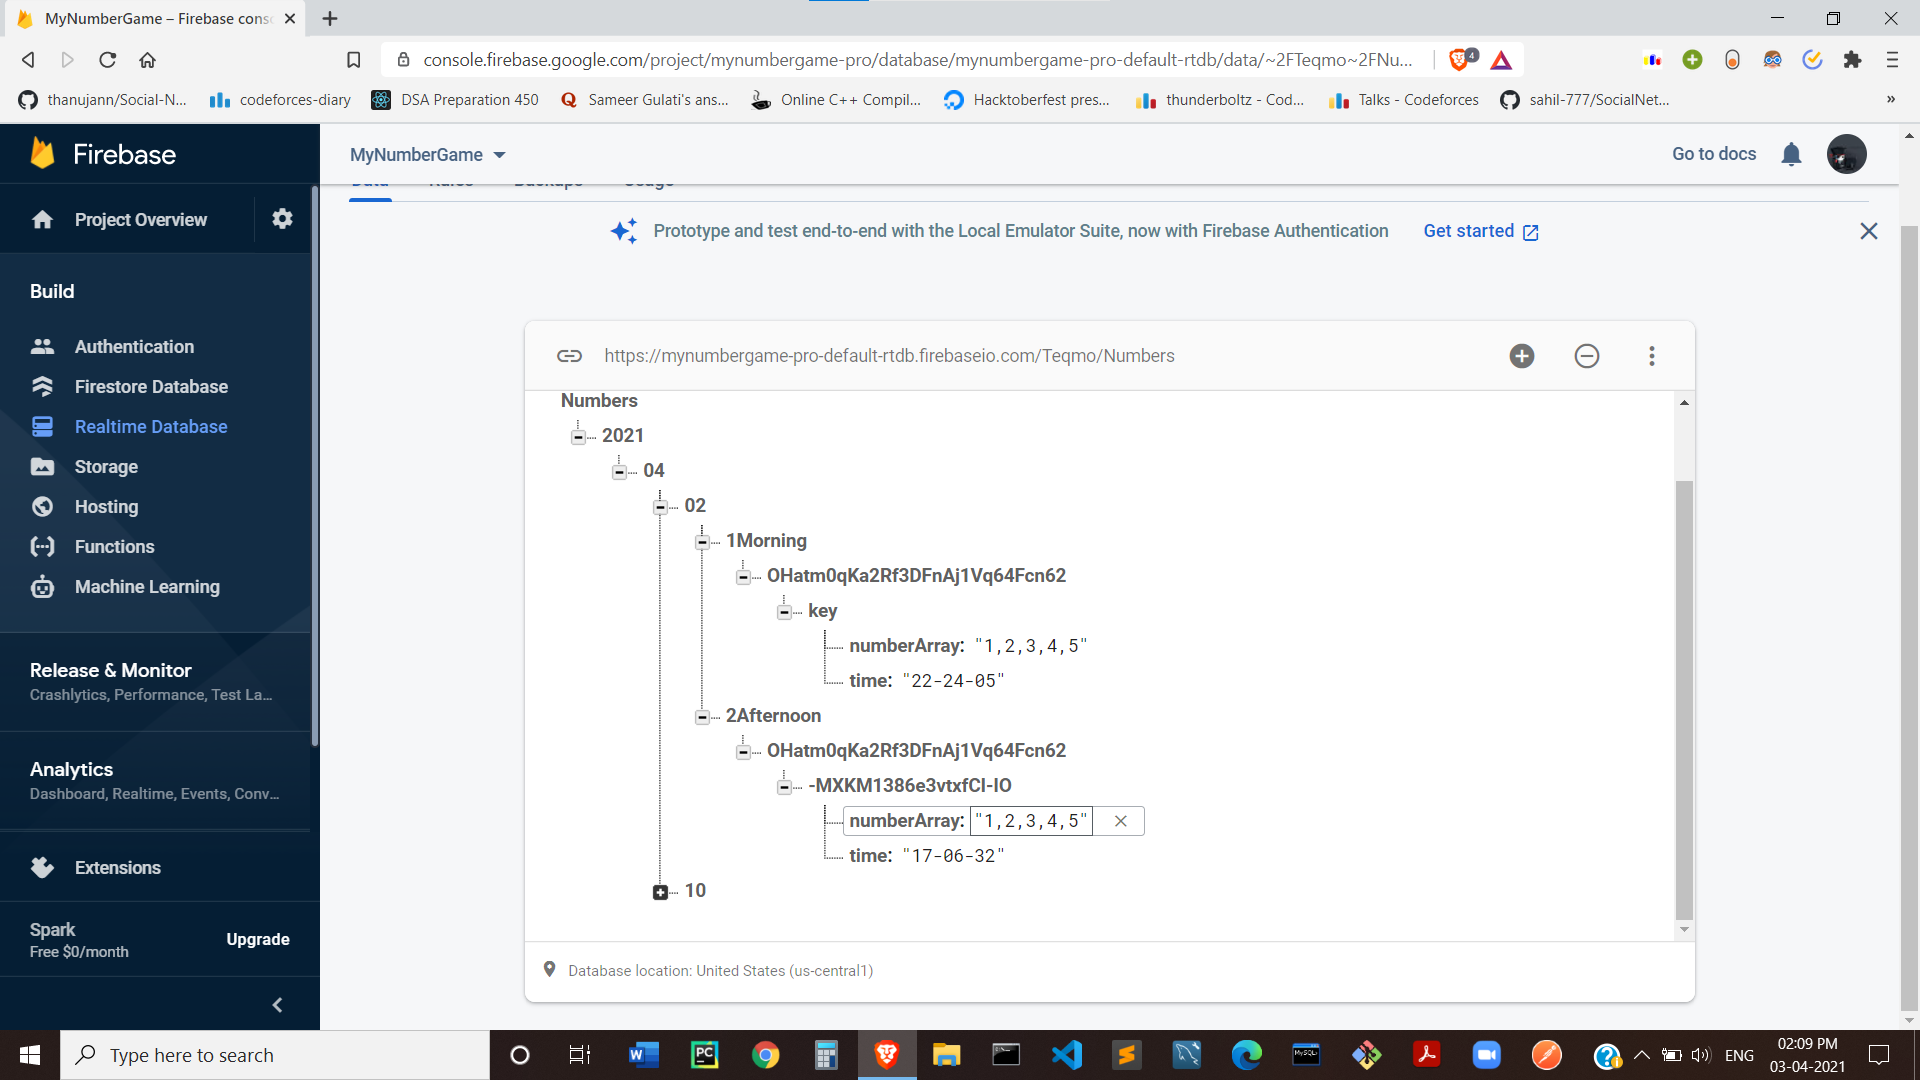 MyNumberGame – Firebase cons
console.firebase.google.com/project/mynumbergame-pro/database/mynumbergame-pro-default-rtdb/data/~2FTeqmo~2FNu...
4
thanujann/Social-N...
codeforces-diary
DSA Preparation 450
Sameer Gulati's ans...
Online C++ Compil...
Hacktoberfest pres...
thunderboltz - Cod...
Talks - Codeforces
sahil-777/SocialNet...
»
Firebase
MyNumberGame
Go to docs
Data Rules Backups Usage
Project Overview
Prototype and test end-to-end with the Local Emulator Suite, now with Firebase Authentication
Get started
Build
Authentication
Firestore Database
Realtime Database
Storage
Hosting
Functions
Machine Learning
Release & Monitor
Crashlytics, Performance, Test La...
Analytics
Dashboard, Realtime, Events, Conv...
Extensions
Spark
Free $0/month
Upgrade
https://mynumbergame-pro-default-rtdb.firebaseio.com/Teqmo/Numbers
Numbers
2021
04
02
1Morning
OHatm0qKa2Rf3DFnAj1Vq64Fcn62
key
numberArray: "1,2,3,4,5"
time: "22-24-05"
2Afternoon
OHatm0qKa2Rf3DFnAj1Vq64Fcn62
-MXKM1386e3vtxfCI-IO
numberArray: "1,2,3,4,5"
time: "17-06-32"
10
Database location: United States (us-central1)
Type here to search
ENG
02:09 PM
03-04-2021